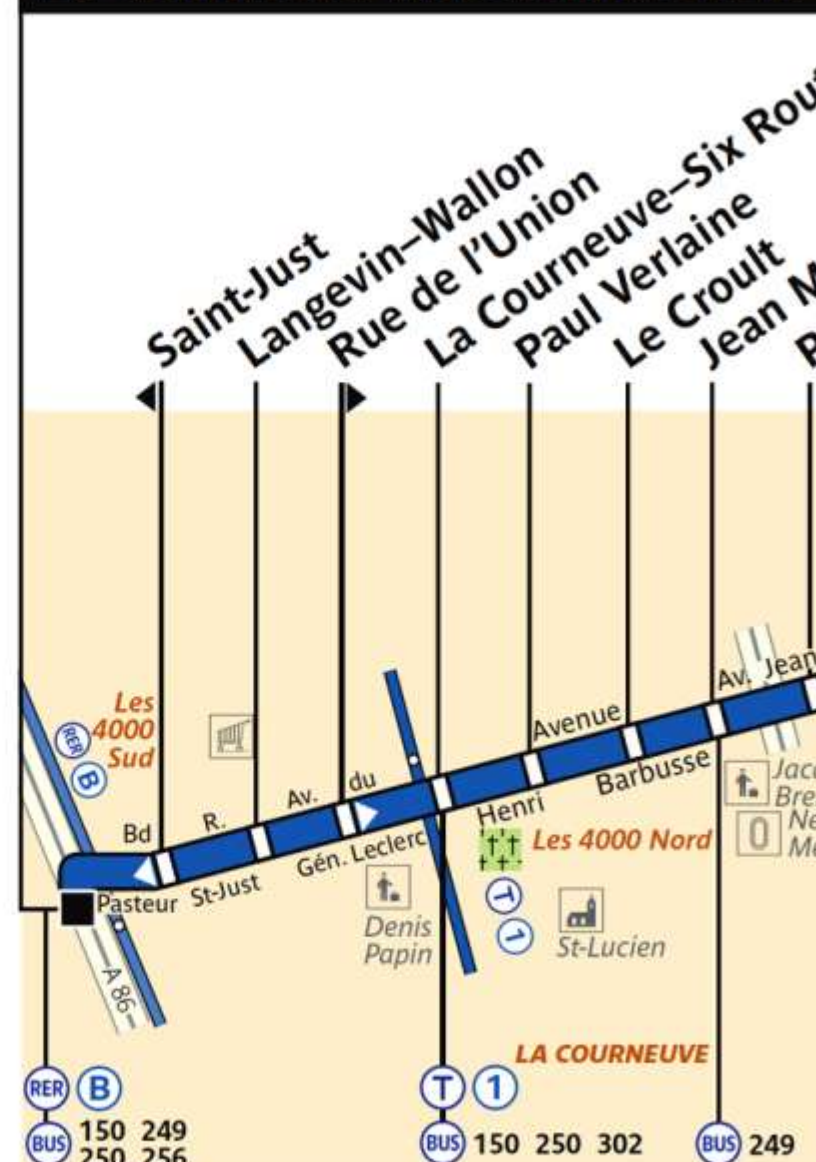 Saint-Just
Langevin–Wallon
Rue de l'Union
La Courneuve–Six
Paul Verlaine
Le Croult
Jean
Les
4000
Sud
RER
B
Bd
Pasteur
R.
St-Just
Av. du
Gén. Leclerc
Avenue
Henri
Barbusse
Av. Jean
A 86
Denis
Papin
Les 4000 Nord
T
1
St-Lucien
LA COURNEUVE
RER B
BUS 150 249
250 256
T 1
BUS 150 250 302
BUS 249